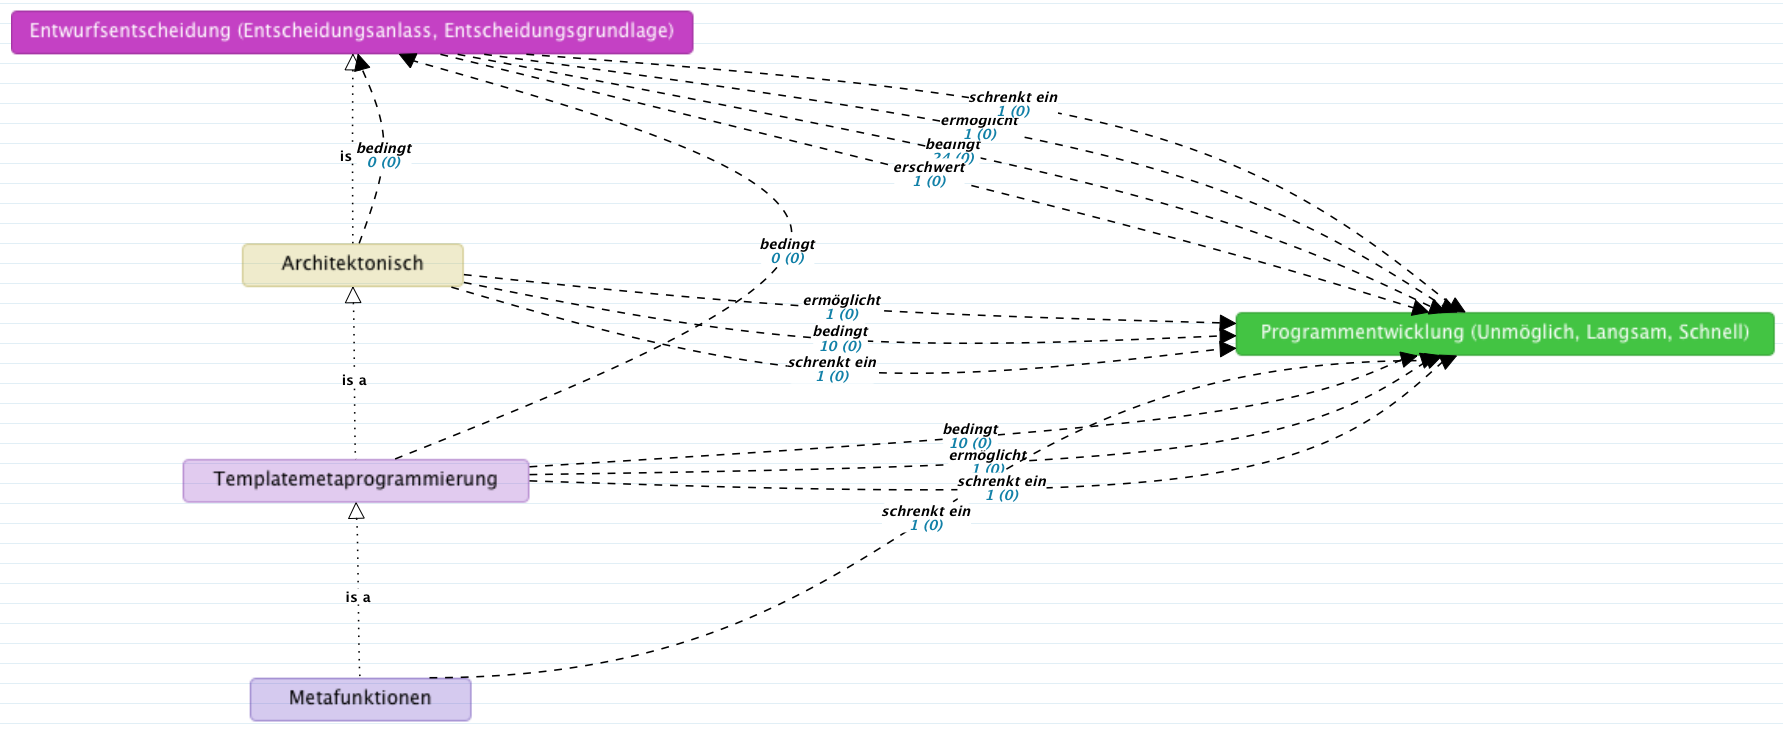 Entwurfsentscheidung (Entscheidungsanlass, Entscheidungsgrundlage)
schrenkt ein
1 (0)
ermöglicht
1 (0)
bedingt
24 (0)
erschwert
1 (0)
is
bedingt
0 (0)
bedingt
0 (0)
Architektonisch
ermöglicht
1 (0)
bedingt
10 (0)
schrenkt ein
1 (0)
Programmentwicklung (Unmöglich, Langsam, Schnell)
is a
bedingt
10 (0)
ermöglicht
1 (0)
schrenkt ein
1 (0)
Templatemetaprogrammierung
schrenkt ein
1 (0)
is a
Metafunktionen